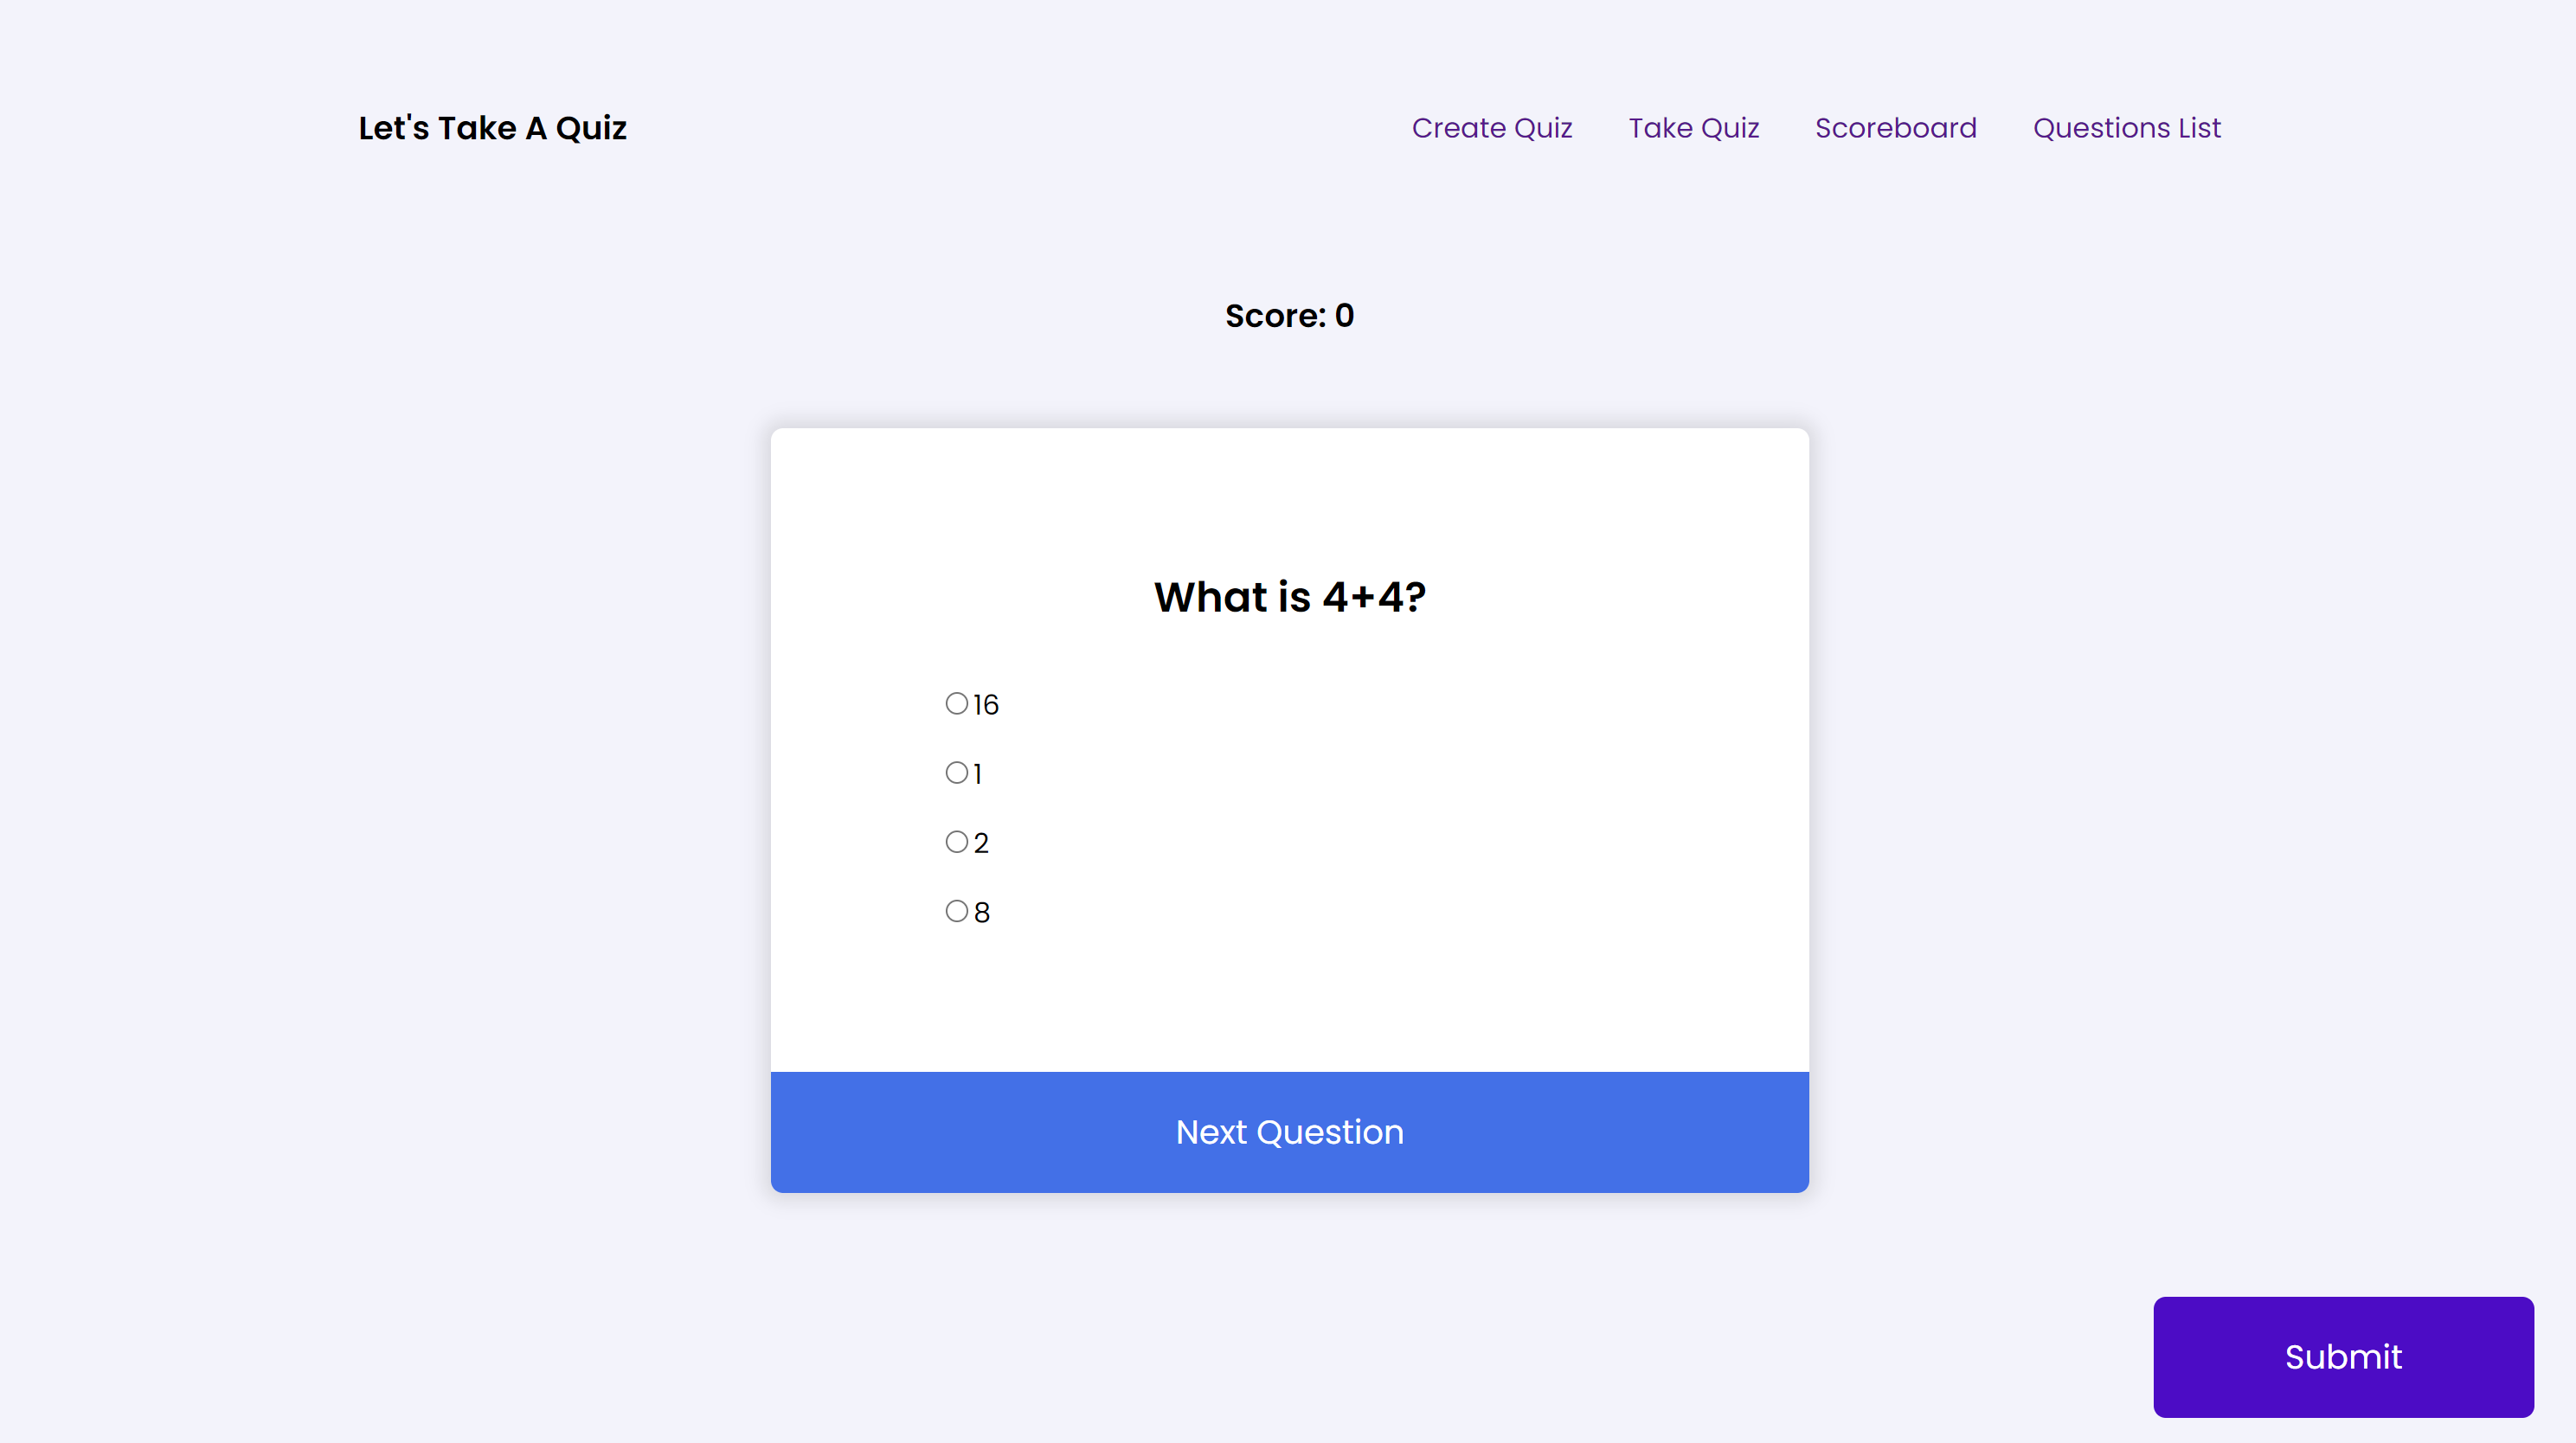 Let's Take A Quiz
Create Quiz Take Quiz Scoreboard Questions List
Score: 0
What is 4+4?
16
1
2
8
Next Question
Submit